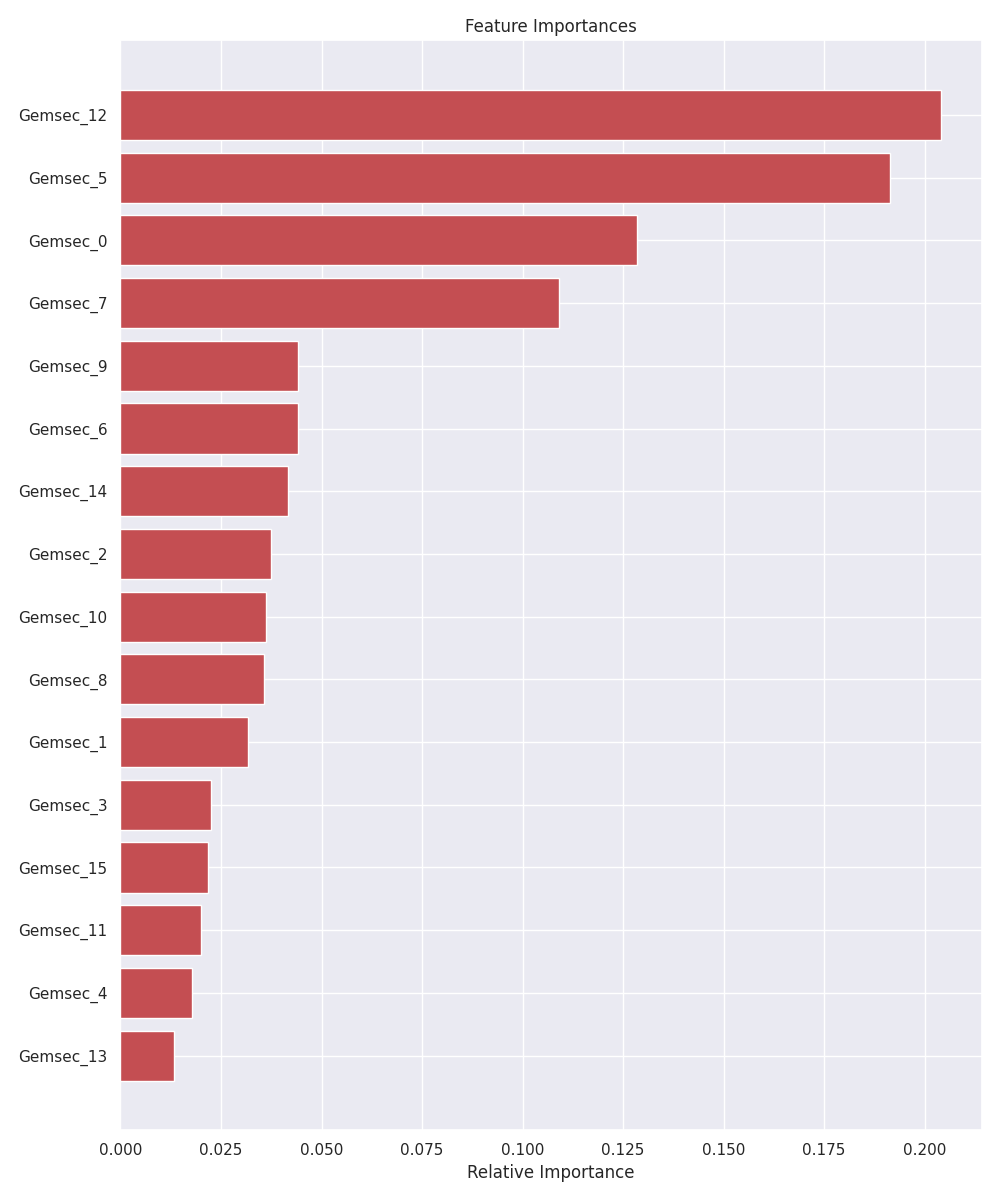 Feature Importances
Gemsec_12
Gemsec_5
Gemsec_0
Gemsec_7
Gemsec_9
Gemsec_6
Gemsec_14
Gemsec_2
Gemsec_10
Gemsec_8
Gemsec_1
Gemsec_3
Gemsec_15
Gemsec_11
Gemsec_4
Gemsec_13
0.000 0.025 0.050 0.075 0.100 0.125 0.150 0.175 0.200
Relative Importance